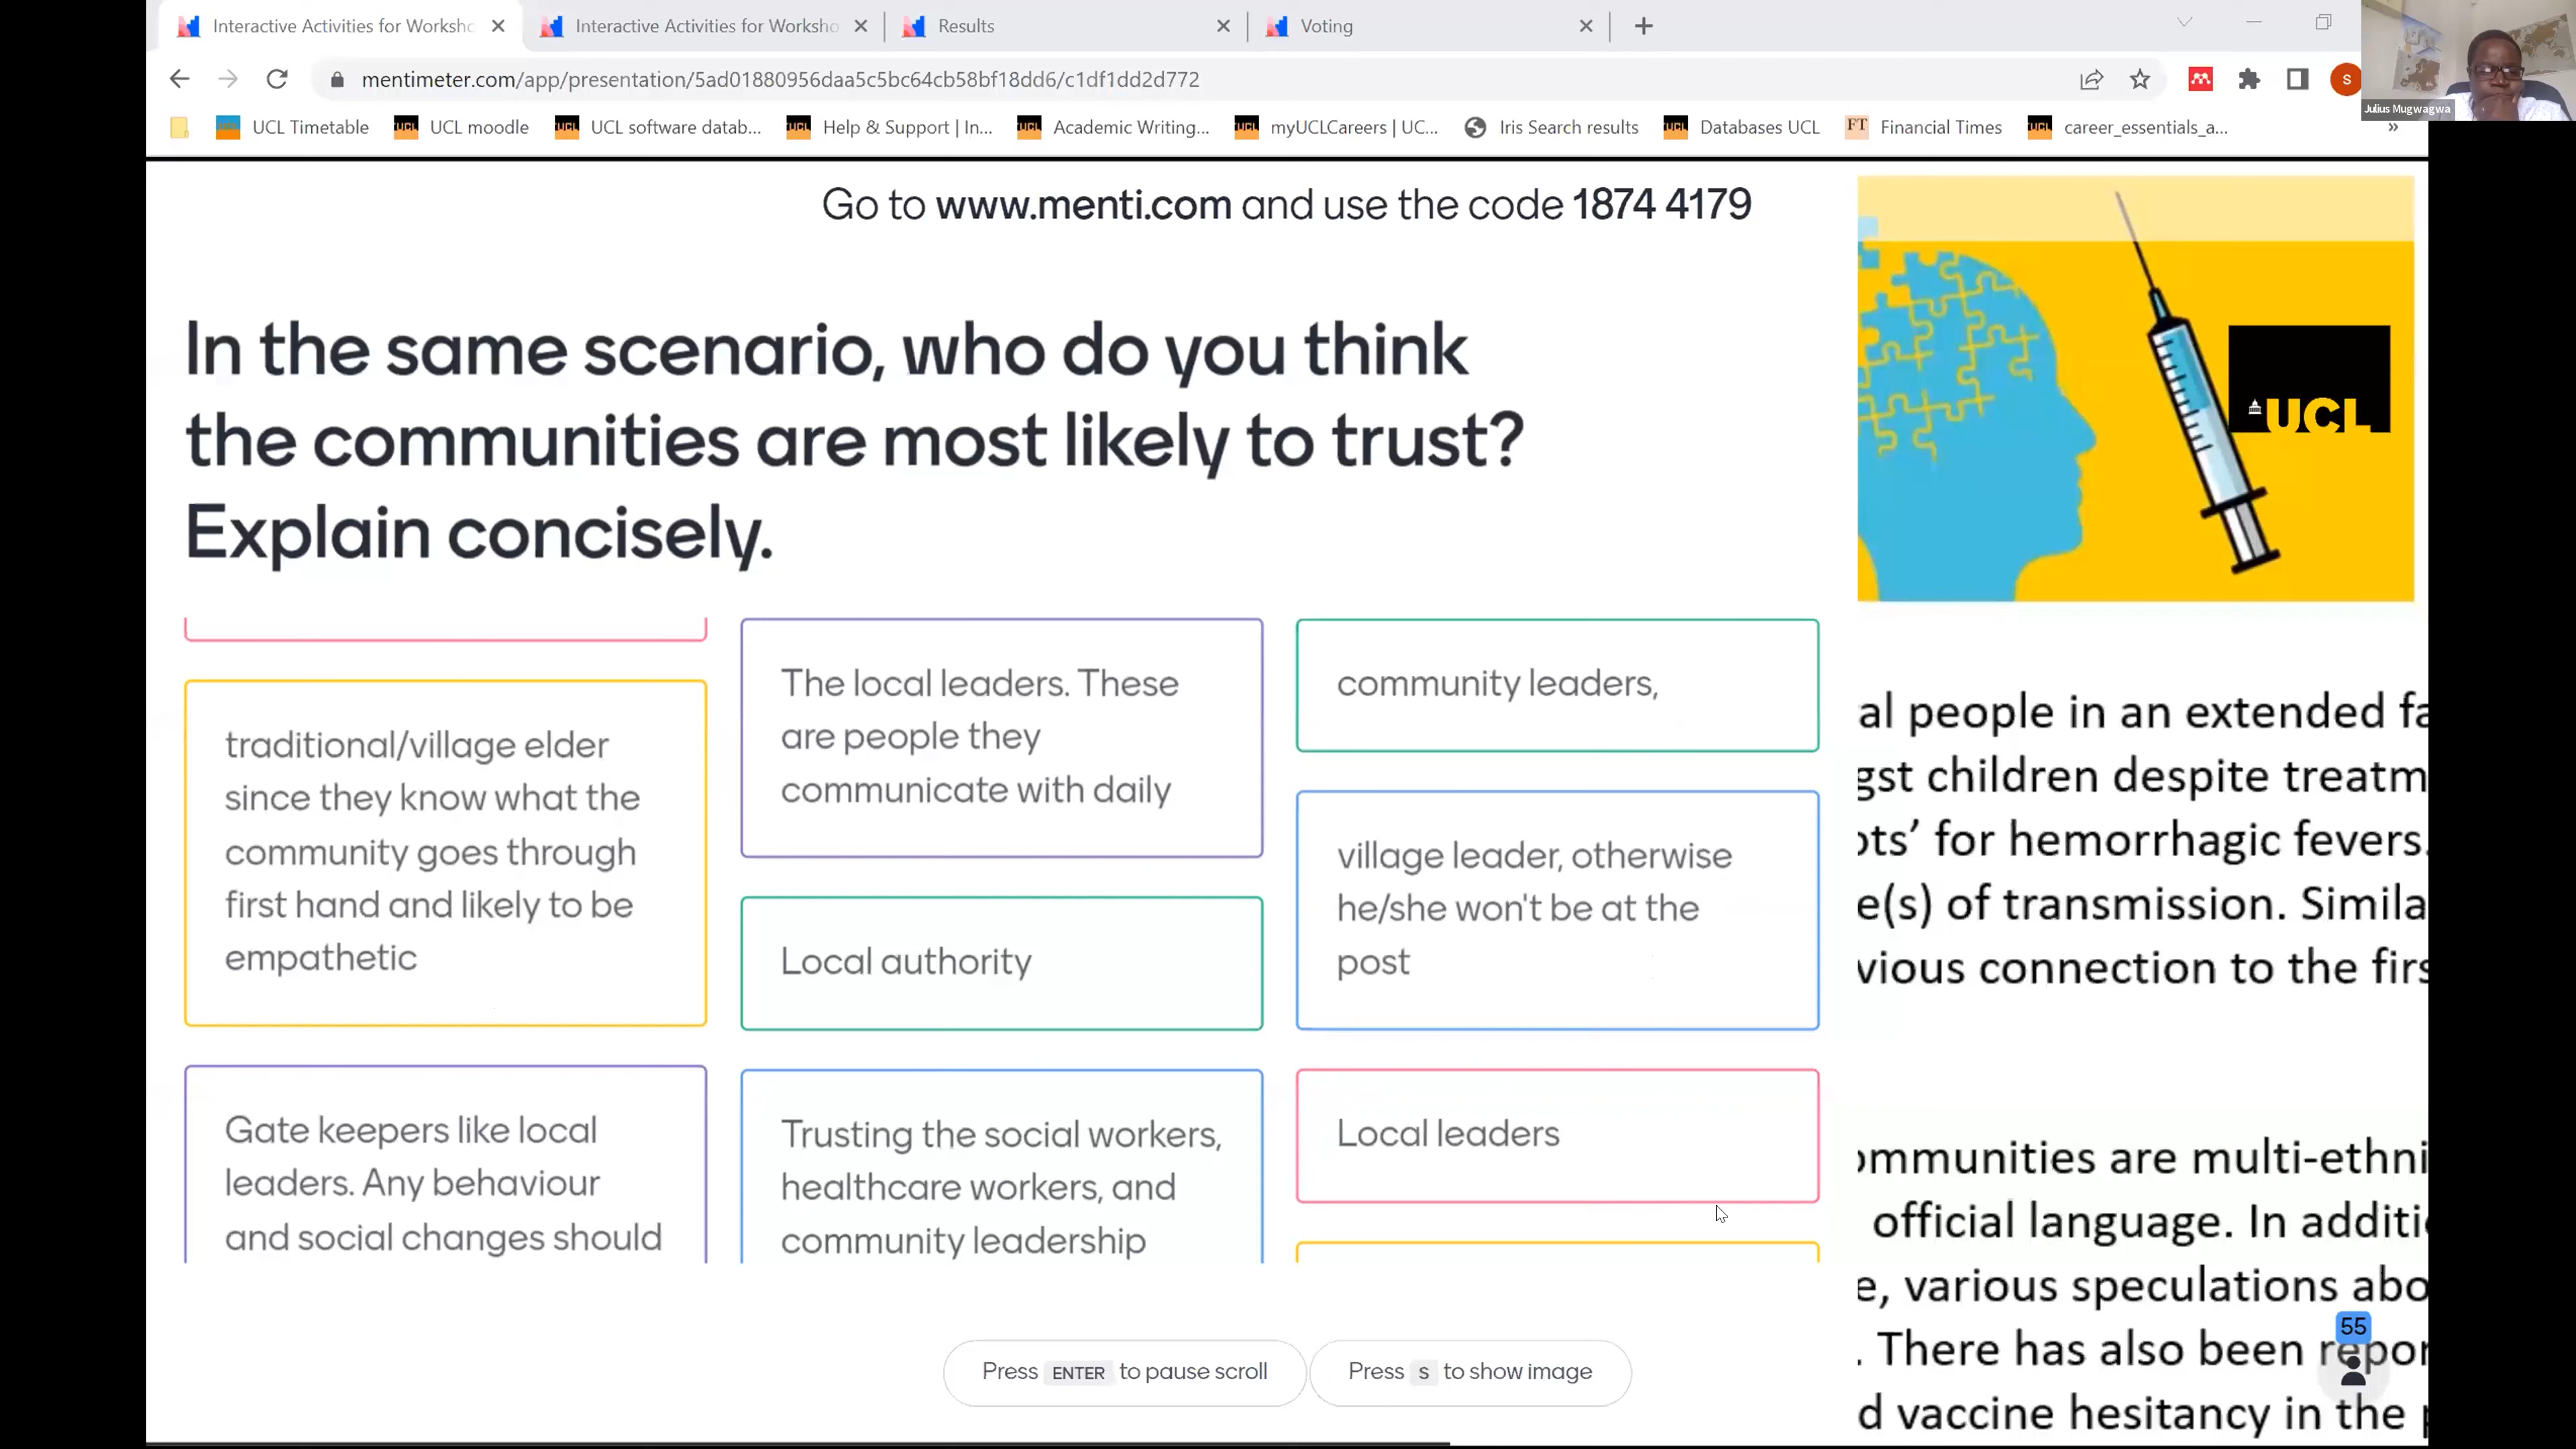 Interactive Activities for Worksho
Interactive Activities for Worksho
Results
Voting
mentimeter.com/app/presentation/5ad01880956daa5c5bc64cb58bf18dd6/c1df1dd2d772
S
Julius Mugwagwa
UCL Timetable
UCL moodle
UCL software datab...
Help & Support | In...
Academic Writing...
myUCLCareers | UC...
Iris Search results
Databases UCL
FT Financial Times
career_essentials_a...
»
Go to www.menti.com and use the code 1874 4179
UCL
In the same scenario, who do you think
the communities are most likely to trust?
Explain concisely.
traditional/village elder
since they know what the
community goes through
first hand and likely to be
empathetic
Gate keepers like local
leaders. Any behaviour
and social changes should
The local leaders. These
are people they
communicate with daily
Local authority
Trusting the social workers,
healthcare workers, and
community leadership
community leaders,
village leader, otherwise
he/she won't be at the
post
Local leaders
al people in an extended fa
gst children despite treatm
ots’ for hemorrhagic fevers.
e(s) of transmission. Simila
vious connection to the firs
ommunities are multi-ethni
official language. In additi
e, various speculations abo
. There has also been repor
d vaccine hesitancy in the
55
Press ENTER to pause scroll
Press S to show image